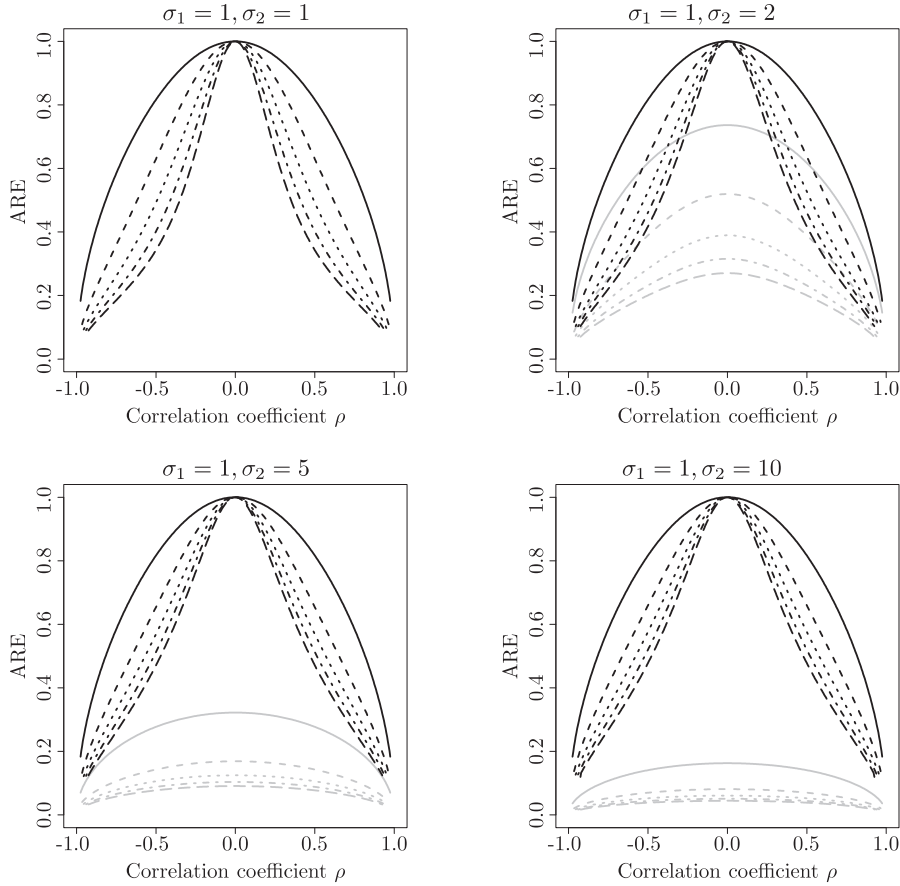 σ₁ = 1, σ₂ = 1
ARE
1.0
0.8
0.6
0.4
0.2
0.0
-1.0 -0.5 0.0 0.5 1.0
Correlation coefficient ρ
σ₁ = 1, σ₂ = 2
ARE
1.0
0.8
0.6
0.4
0.2
0.0
-1.0 -0.5 0.0 0.5 1.0
Correlation coefficient ρ
σ₁ = 1, σ₂ = 5
ARE
1.0
0.8
0.6
0.4
0.2
0.0
-1.0 -0.5 0.0 0.5 1.0
Correlation coefficient ρ
σ₁ = 1, σ₂ = 10
ARE
1.0
0.8
0.6
0.4
0.2
0.0
-1.0 -0.5 0.0 0.5 1.0
Correlation coefficient ρ